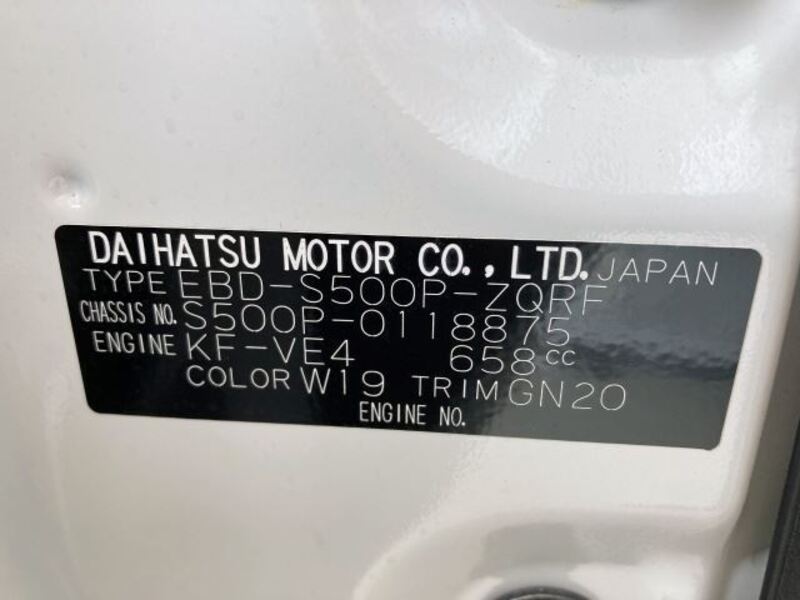 DAIHATSU MOTOR CO., LTD. JAPAN
TYPE EBD-S500P-ZQRF
CHASSIS NO. S500P-0118875
ENGINE KF-VE4 658cc
COLOR W19 TRIM GN20
ENGINE NO.